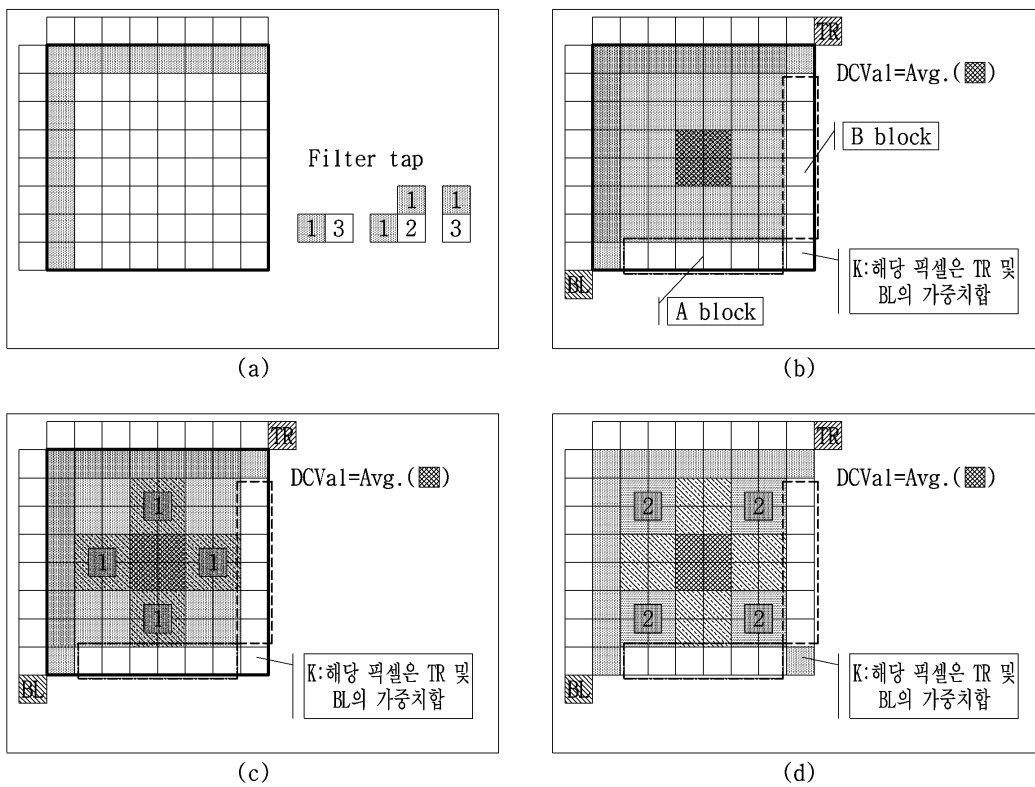 Filter tap
1
1
1 3
1 2
3
(a)
TR
DCVal=Avg.( )
B block
K:해당 픽셀은 TR 및
BL의 가중치합
BL
A block
(b)
TR
DCVal=Avg.( )
1
1
1
1
K:해당 픽셀은 TR 및
BL의 가중치합
BL
(c)
TR
DCVal=Avg.( )
2
2
2
2
K:해당 픽셀은 TR 및
BL의 가중치합
BL
(d)